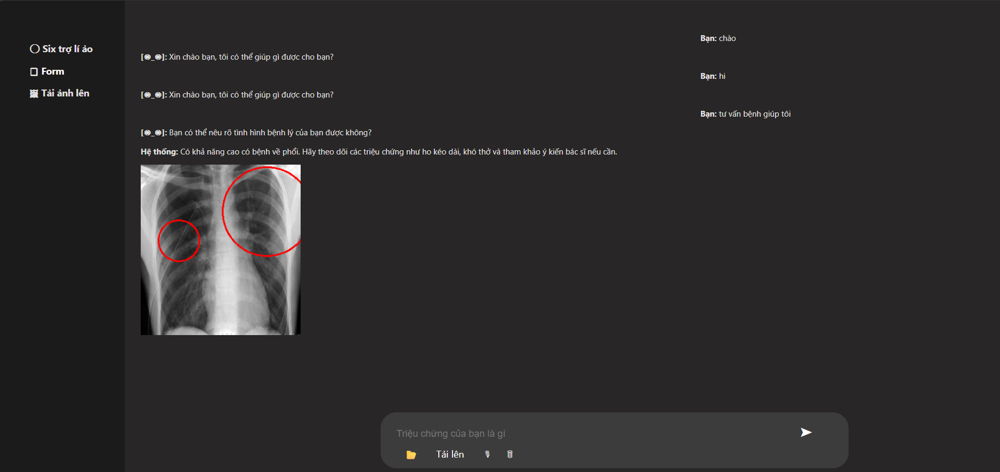 Six trợ lí ảo
Form
Tải ảnh lên
Bạn: chào
[◉_◉]: Xin chào bạn, tôi có thể giúp gì được cho bạn?
Bạn: hi
[◉_◉]: Xin chào bạn, tôi có thể giúp gì được cho bạn?
Bạn: tư vấn bệnh giúp tôi
[◉_◉]: Bạn có thể nêu rõ tình hình bệnh lý của bạn được không?
Hệ thống: Có khả năng cao có bệnh về phổi. Hãy theo dõi các triệu chứng như ho kéo dài, khó thở và tham khảo ý kiến bác sĩ nếu cần.
Triệu chứng của bạn là gì
Tải lên